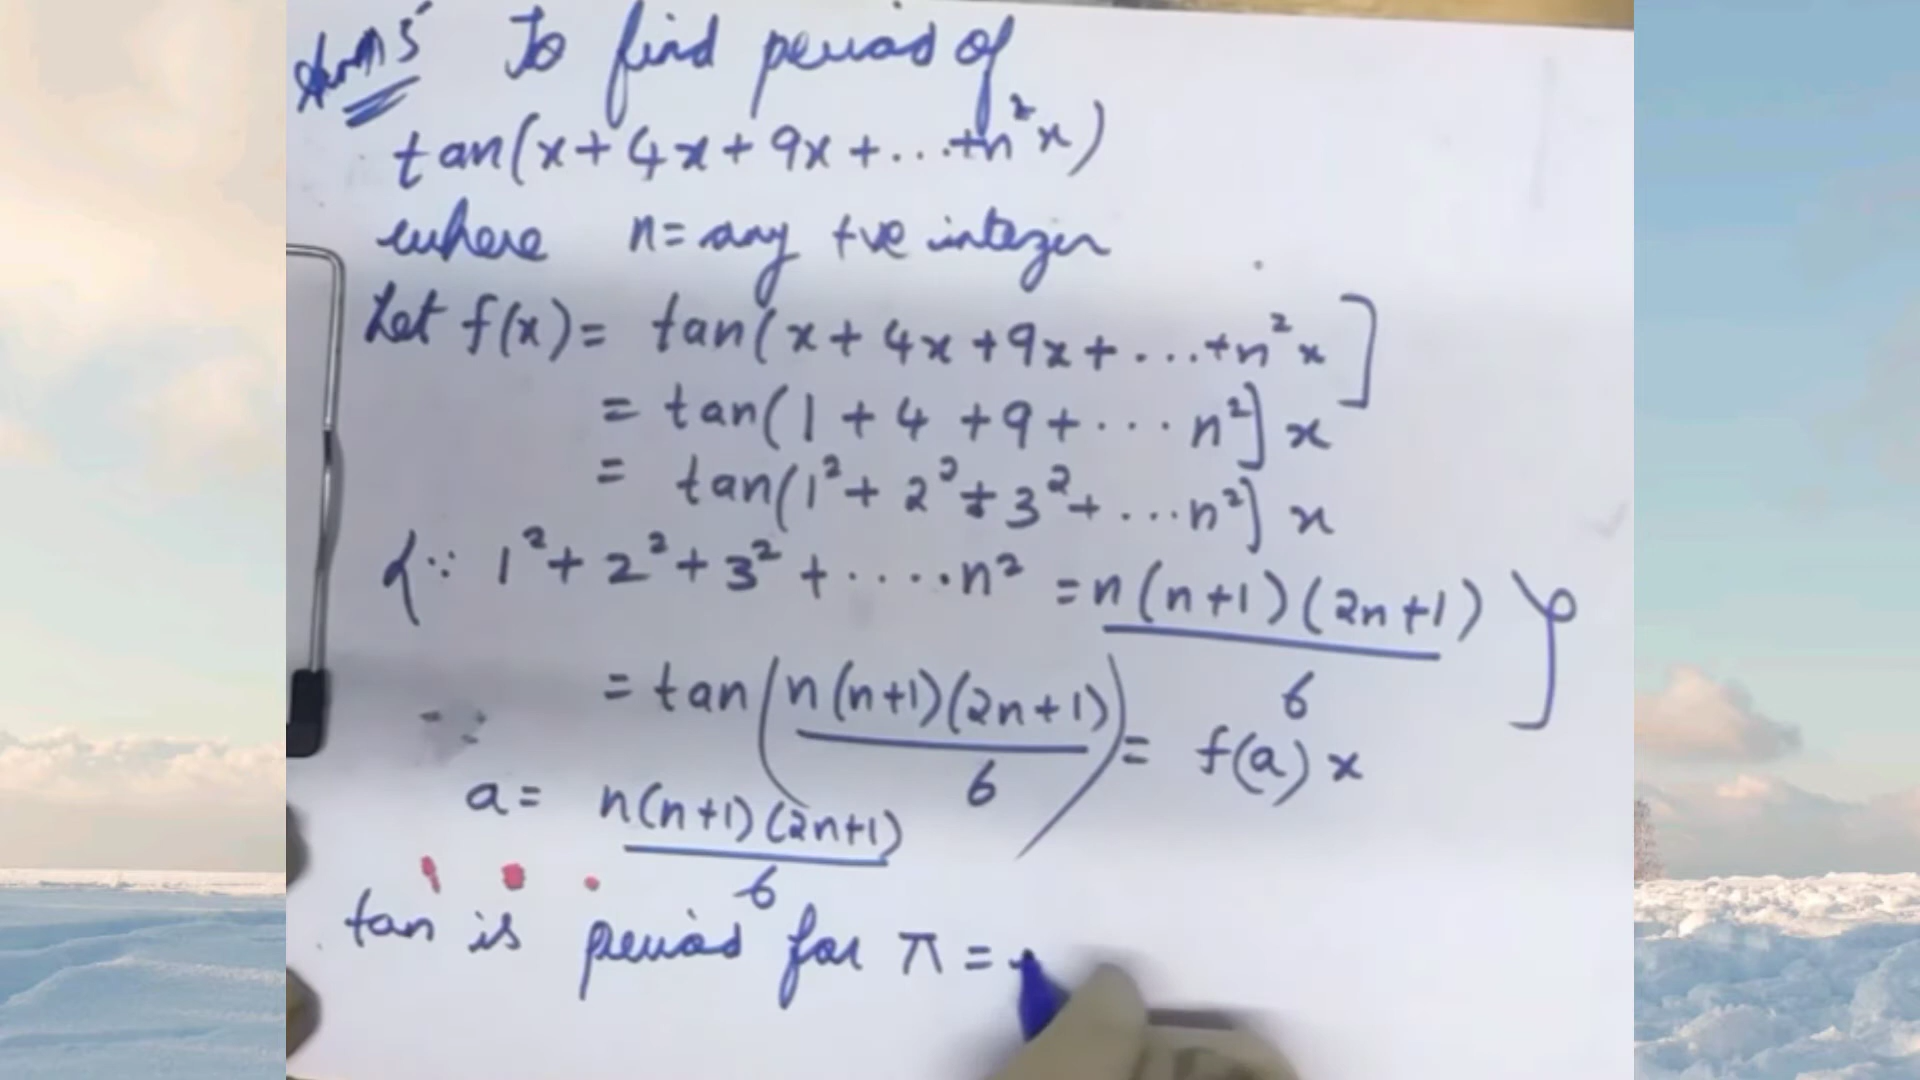 Ans To find period of
tan(x+4x+9x+...+n²x)
where n= any +ve integer
Let f(x)= tan(x+4x+9x+...+n²x]
= tan(1+4+9+...n²]x
= tan(1²+2²+3²+...n²]x
{∵ 1²+2²+3²+....n² = n(n+1)(2n+1)/6}
= tan(n(n+1)(2n+1)/6) = f(a)x
a= n(n+1)(2n+1)/6
tan is period for π =